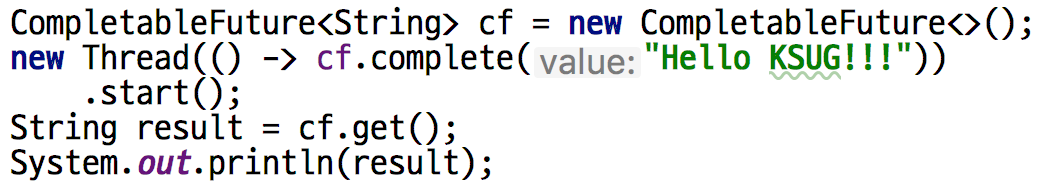 CompletableFuture<String> cf = new CompletableFuture<>();
new Thread(() -> cf.complete( value: "Hello KSUG!!!"))
    .start();
String result = cf.get();
System.out.println(result);